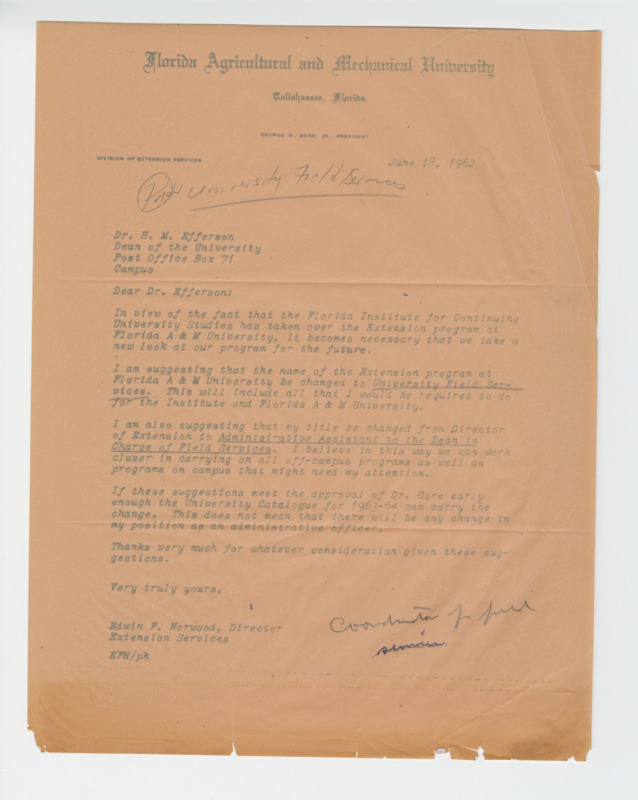 Florida Agricultural and Mechanical University
Tallahassee, Florida
GEORGE W. GORE, JR., PRESIDENT
DIVISION OF EXTENSION SERVICES
June 18, 1962
University Field Services
Dr. H. M. Efferson
Dean of the University
Post Office Box 71
Campus
Dear Dr. Efferson:
In view of the fact that the Florida Institute for Continuing
University Studies has taken over the Extension program at
Florida A & M University, it becomes necessary that we take a
new look at our program for the future.
I am suggesting that the name of the Extension program at
Florida A & M University be changed to University Field Ser-
vices. This will include all that I would be required to do
for the Institute and Florida A & M University.
I am also suggesting that my title be changed from Director
of Extension to Administrative Assistant to the Dean in
Charge of Field Services. I believe in this way we can work
closer in carrying on all off-campus programs as well as
programs on campus that might need my attention.
If these suggestions meet the approval of Dr. Gore early
enough the University Catalogue for 1963-64 can carry the
change. This does not mean that there will be any change in
my position as an administrative officer.
Thanks very much for whatever consideration given these sug-
gestions.
Very truly yours,
Edwin F. Norwood, Director
Extension Services
EFN/pk
Coordinator of field
services.